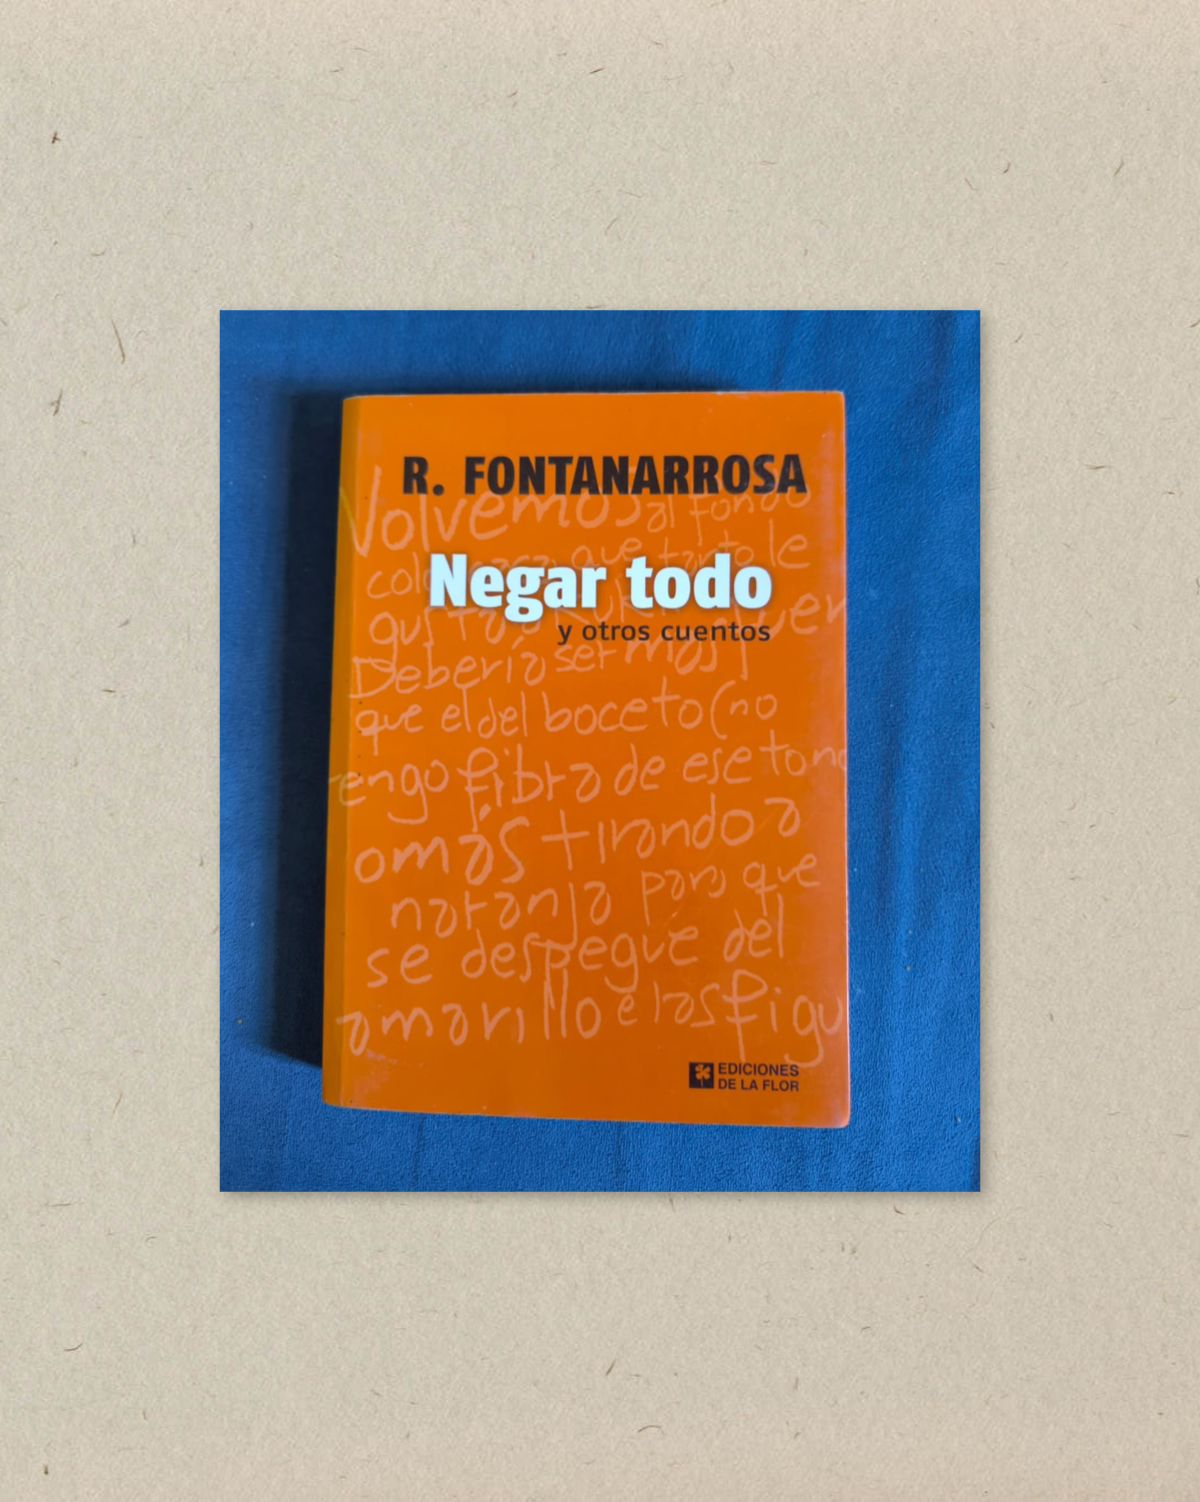 R. FONTANARROSA
Volvemos al fondo
que tanto le
Negar todo
gusta
y otros cuentos
Debería ser más
que el del boceto (no
tengo fibra de ese tono
o más tirando a
naranja para que
se despegue del
amarillo e las figu
EDICIONES
DE LA FLOR